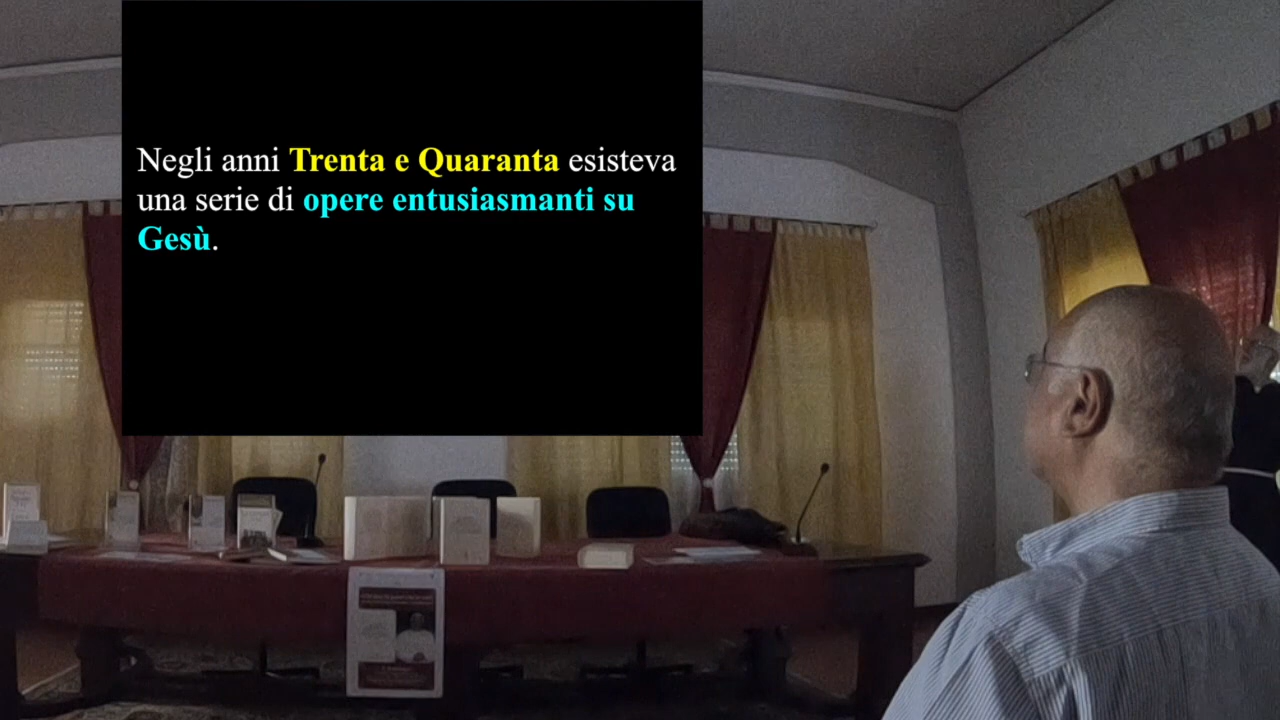 Negli anni Trenta e Quaranta esisteva
una serie di opere entusiasmanti su
Gesù.